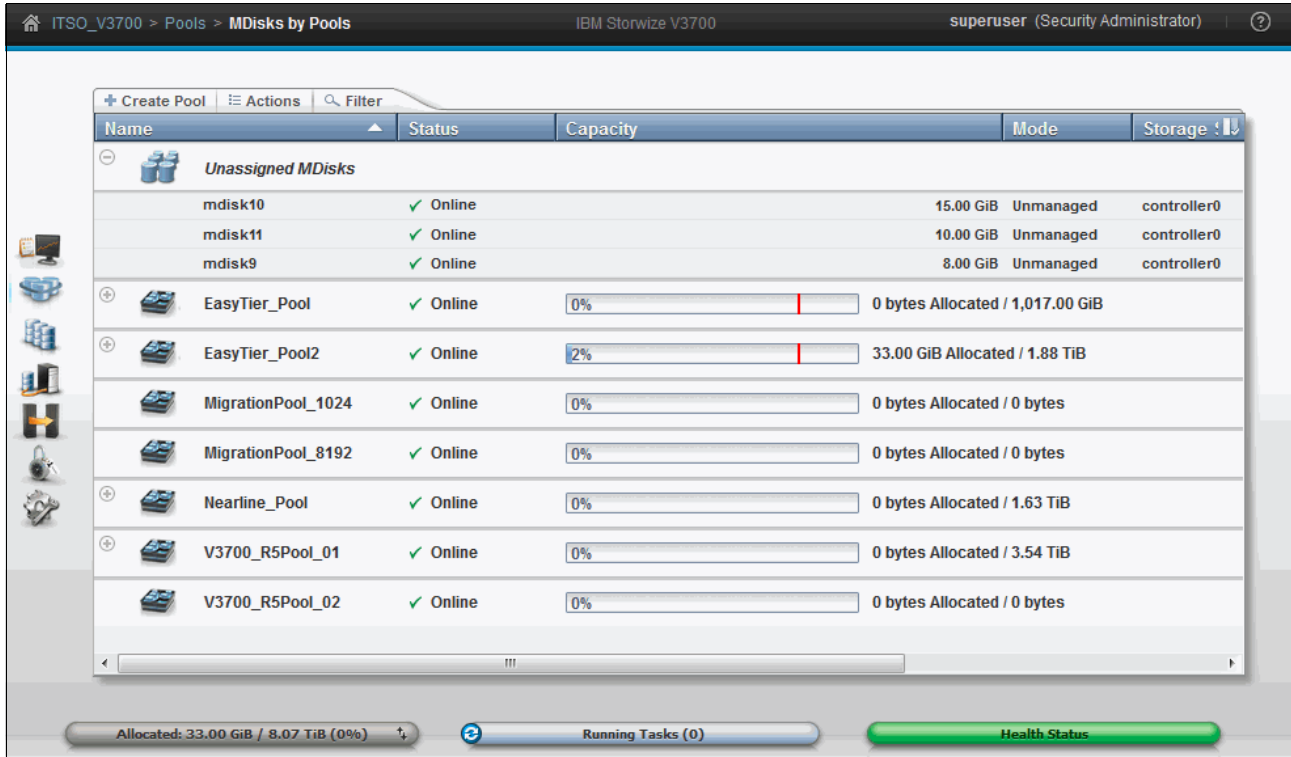 ITSO_V3700 > Pools > MDisks by Pools IBM Storwize V3700 superuser (Security Administrator) | ?
Create Pool Actions Filter
Name Status Capacity Mode Storage
Unassigned MDisks
mdisk10 Online 15.00 GiB Unmanaged controller0
mdisk11 Online 10.00 GiB Unmanaged controller0
mdisk9 Online 8.00 GiB Unmanaged controller0
EasyTier_Pool Online 0% 0 bytes Allocated / 1,017.00 GiB
EasyTier_Pool2 Online 2% 33.00 GiB Allocated / 1.88 TiB
MigrationPool_1024 Online 0% 0 bytes Allocated / 0 bytes
MigrationPool_8192 Online 0% 0 bytes Allocated / 0 bytes
Nearline_Pool Online 0% 0 bytes Allocated / 1.63 TiB
V3700_R5Pool_01 Online 0% 0 bytes Allocated / 3.54 TiB
V3700_R5Pool_02 Online 0% 0 bytes Allocated / 0 bytes
Allocated: 33.00 GiB / 8.07 TiB (0%) Running Tasks (0) Health Status